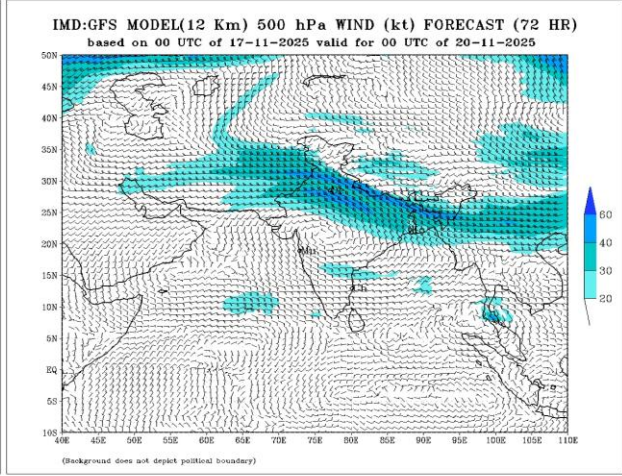 IMD:GFS MODEL(12 Km) 500 hPa WIND (kt) FORECAST (72 HR)
based on 00 UTC of 17-11-2025 valid for 00 UTC of 20-11-2025
50N
45N
40N
35N
30N
25N
20N
15N
10N
5N
EQ
5S
10S
Mu
60
40
30
20
40E 45E 50E 55E 60E 65E 70E 75E 80E 85E 90E 95E 100E 105E 110E
(Background does not depict political boundary)